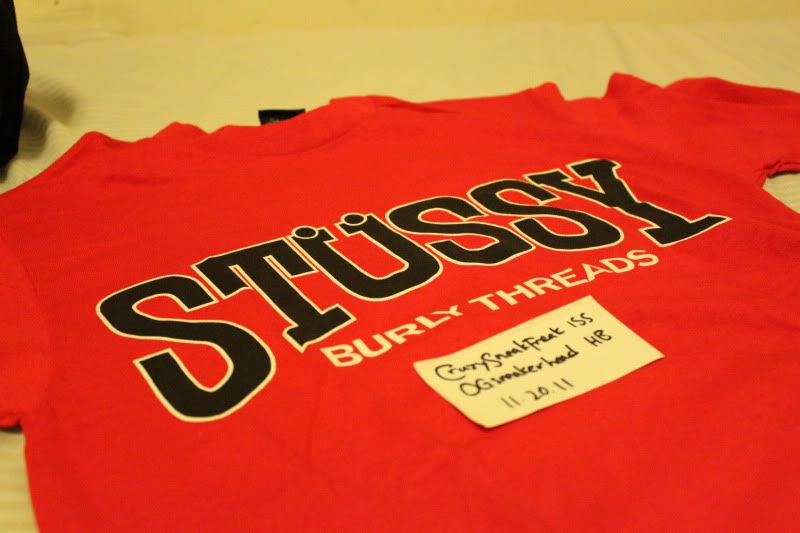 STÜSSY
BURLY THREADS
CrazySneakFreak ISS
OGsneakerhead HB
11.20.11